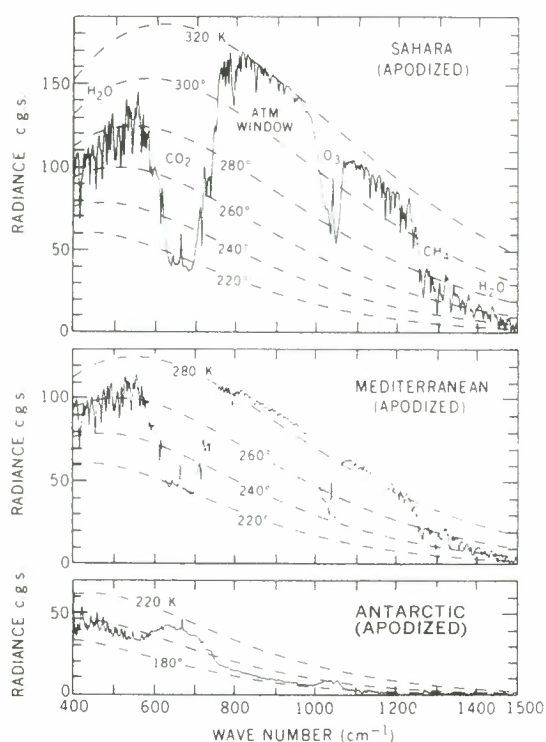 320 K
SAHARA
(APODIZED)
150
H₂O
300°
ATM
WINDOW
100
CO₂
280°
O₃
260°
50
240°
CH₄
220°
H₂O
0
RADIANCE c.g.s.
280 K
MEDITERRANEAN
(APODIZED)
100
260°
50
240°
220°
0
RADIANCE c.g.s.
220 K
ANTARCTIC
(APODIZED)
50
180°
0
RADIANCE c.g.s.
400 600 800 1000 1200 1400 1500
WAVE NUMBER (cm⁻¹)